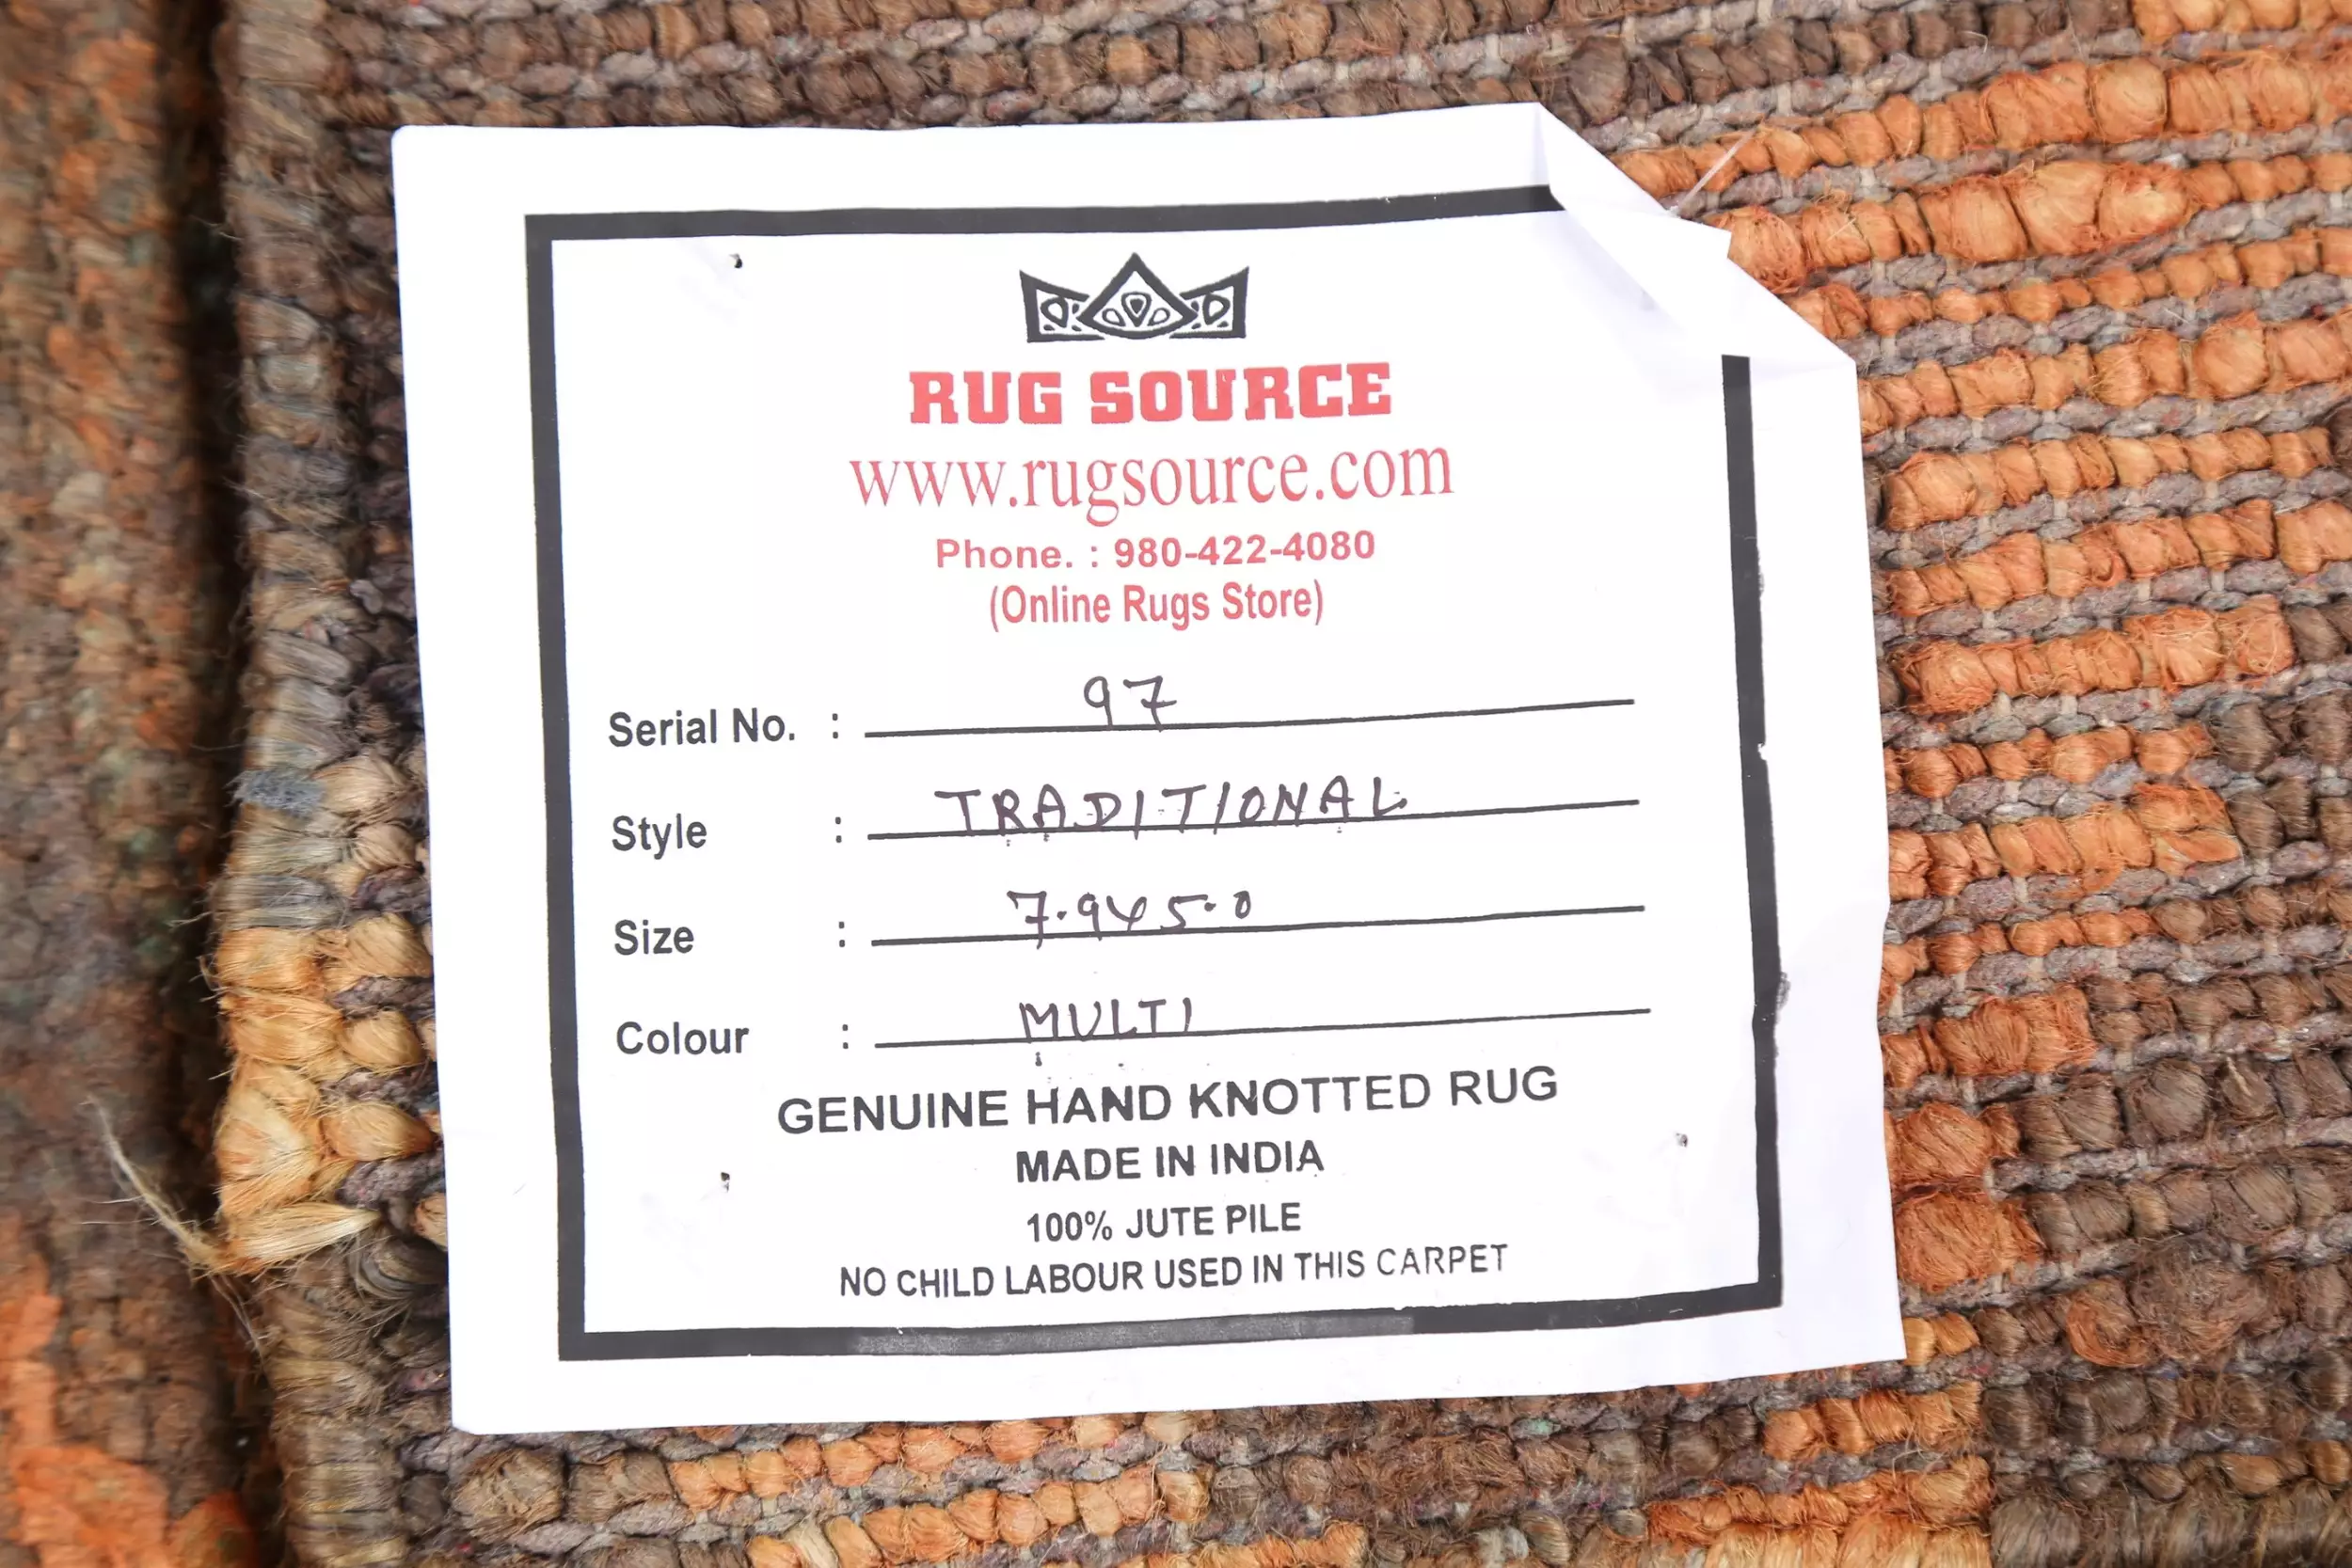 RUG SOURCE
www.rugsource.com
Phone. : 980-422-4080
(Online Rugs Store)
Serial No. : 97
Style : TRADITIONAL
Size : 7.9x5.0
Colour : MULTI
GENUINE HAND KNOTTED RUG
MADE IN INDIA
100% JUTE PILE
NO CHILD LABOUR USED IN THIS CARPET